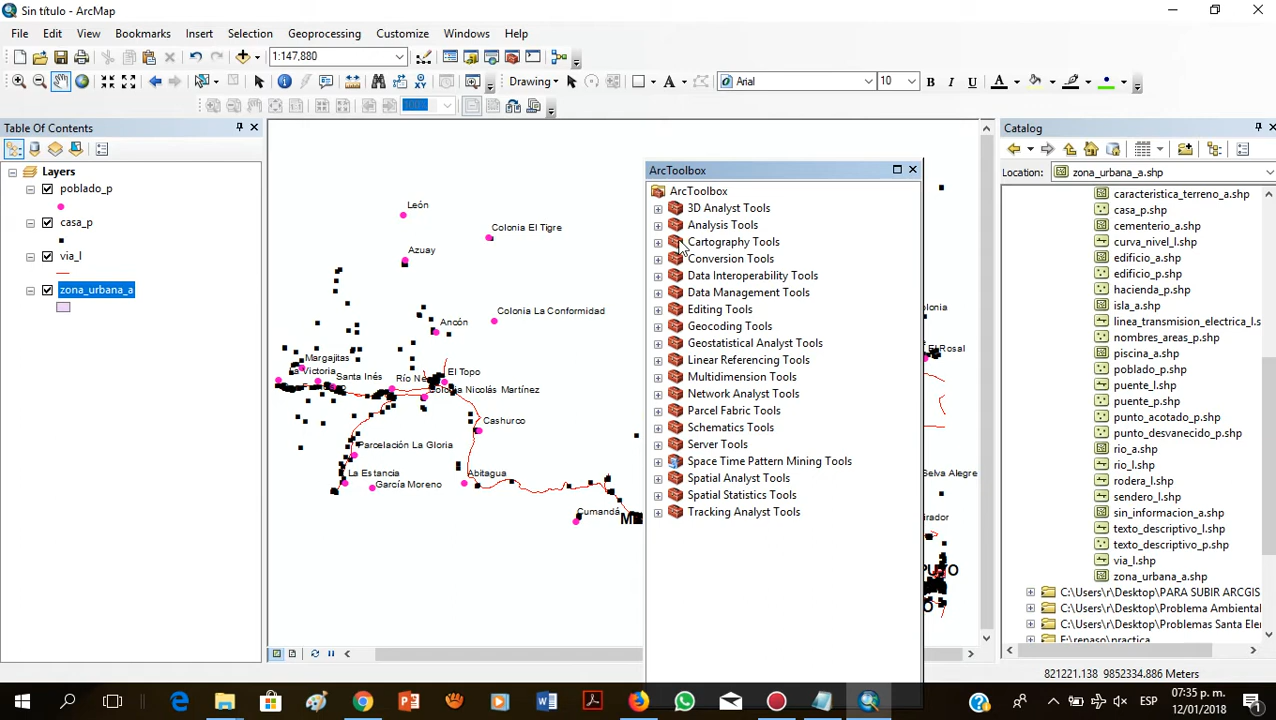 Sin título - ArcMap
File Edit View Bookmarks Insert Selection Geoprocessing Customize Windows Help
1:147,880
Drawing Arial 10 B I U A
100%
Table Of Contents
Layers
poblado_p
casa_p
via_l
zona_urbana_a
León
Colonia El Tigre
Azuay
Colonia La Conformidad
Ancón
Margajitas
La Victoria
Santa Inés
El Topo
Colonia Nicolás Martínez
Cashurco
Parcelación La Gloria
La Estancia
García Moreno
Abitagua
Cumandá
El Rosal
Selva Alegre
ArcToolbox
ArcToolbox
3D Analyst Tools
Analysis Tools
Cartography Tools
Conversion Tools
Data Interoperability Tools
Data Management Tools
Editing Tools
Geocoding Tools
Geostatistical Analyst Tools
Linear Referencing Tools
Multidimension Tools
Network Analyst Tools
Parcel Fabric Tools
Schematics Tools
Server Tools
Space Time Pattern Mining Tools
Spatial Analyst Tools
Spatial Statistics Tools
Tracking Analyst Tools
Catalog
Location: zona_urbana_a.shp
caracteristica_terreno_a.shp
casa_p.shp
cementerio_a.shp
curva_nivel_l.shp
edificio_a.shp
edificio_p.shp
hacienda_p.shp
isla_a.shp
linea_transmision_electrica_l.s
nombres_areas_p.shp
piscina_a.shp
poblado_p.shp
puente_l.shp
puente_p.shp
punto_acotado_p.shp
punto_desvanecido_p.shp
rio_a.shp
rio_l.shp
rodera_l.shp
sendero_l.shp
sin_informacion_a.shp
texto_descriptivo_l.shp
texto_descriptivo_p.shp
via_l.shp
zona_urbana_a.shp
C:\Users\r\Desktop\PARA SUBIR ARCGIS
C:\Users\r\Desktop\Problema Ambiental
C:\Users\r\Desktop\Problemas Santa Ele
F:\repaso\practica
821221.138 9852334.886 Meters
ESP
07:35 p. m.
12/01/2018